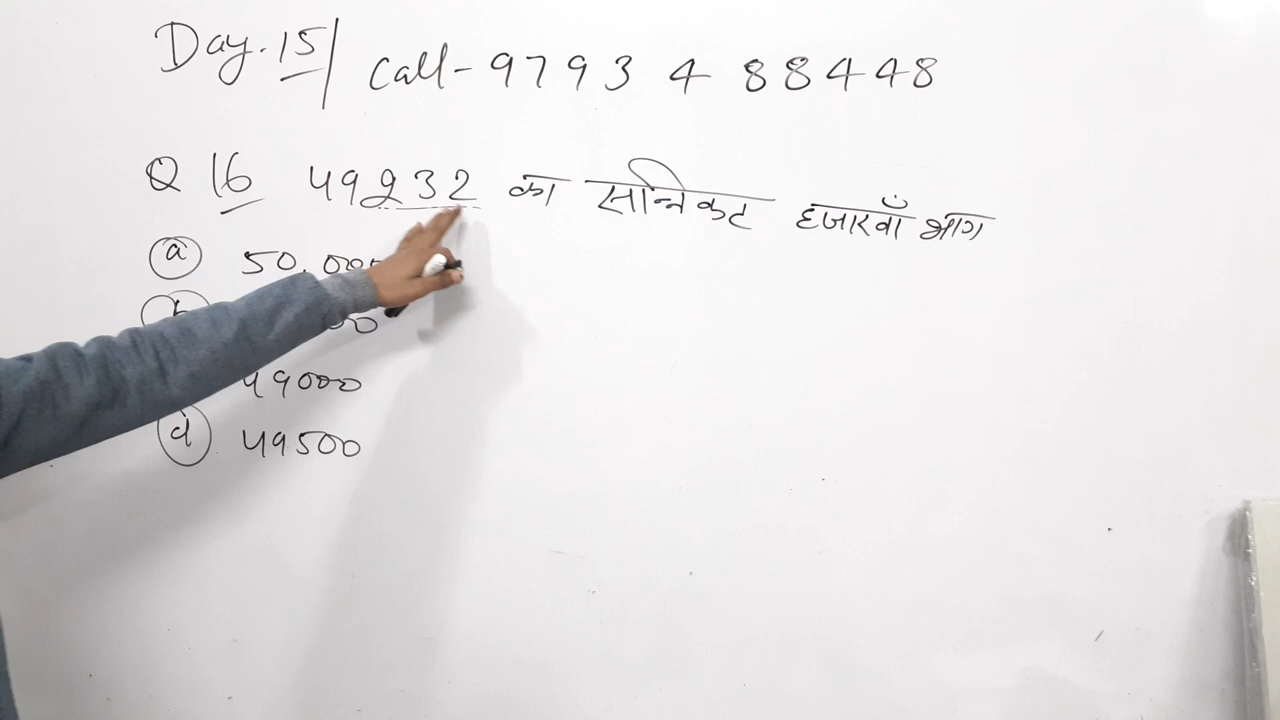 Day. 15
Call - 9793 4 88448
Q 16 49232 का सन्निकट हजारवाँ भाग
a 50,00
49000
d 49500